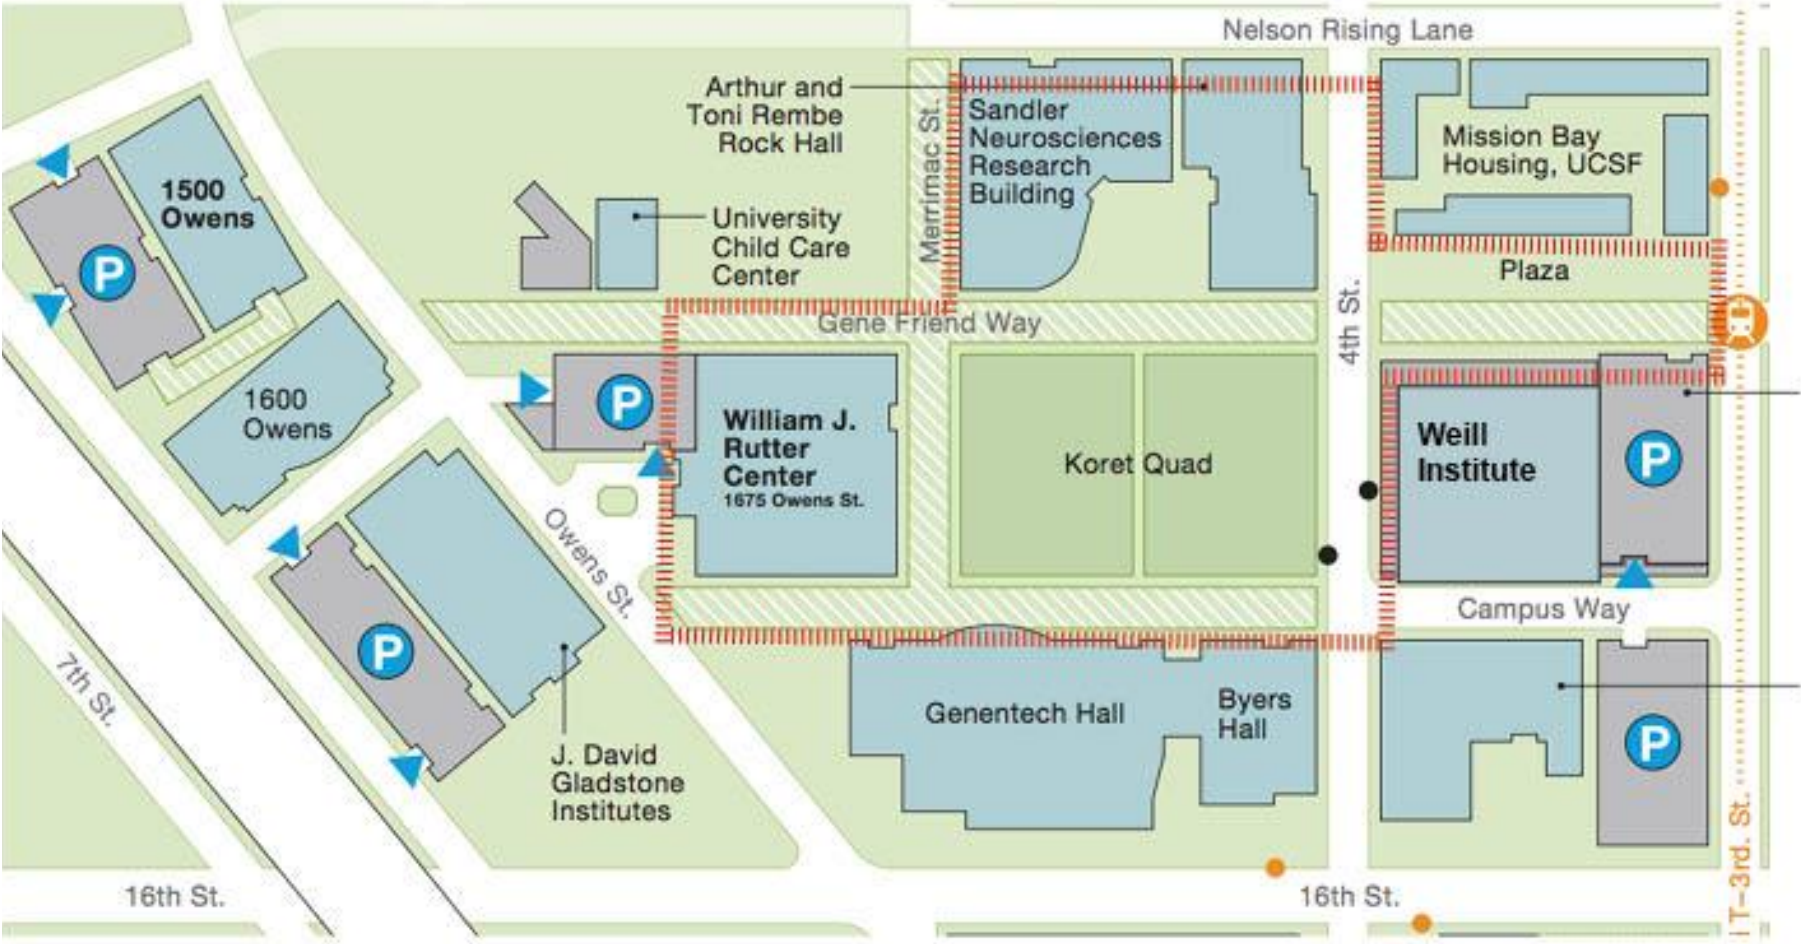 Nelson Rising Lane
Arthur and
Toni Rembe
Rock Hall
Merrimac St.
Sandler
Neurosciences
Research
Building
Mission Bay
Housing, UCSF
1500
Owens
P
University
Child Care
Center
Plaza
Gene Friend Way
4th St.
1600
Owens
P
William J.
Rutter
Center
1675 Owens St.
Koret Quad
Weill
Institute
P
Owens St.
Campus Way
P
7th St.
J. David
Gladstone
Institutes
Genentech Hall
Byers
Hall
P
T-3rd. St.
16th St.
16th St.